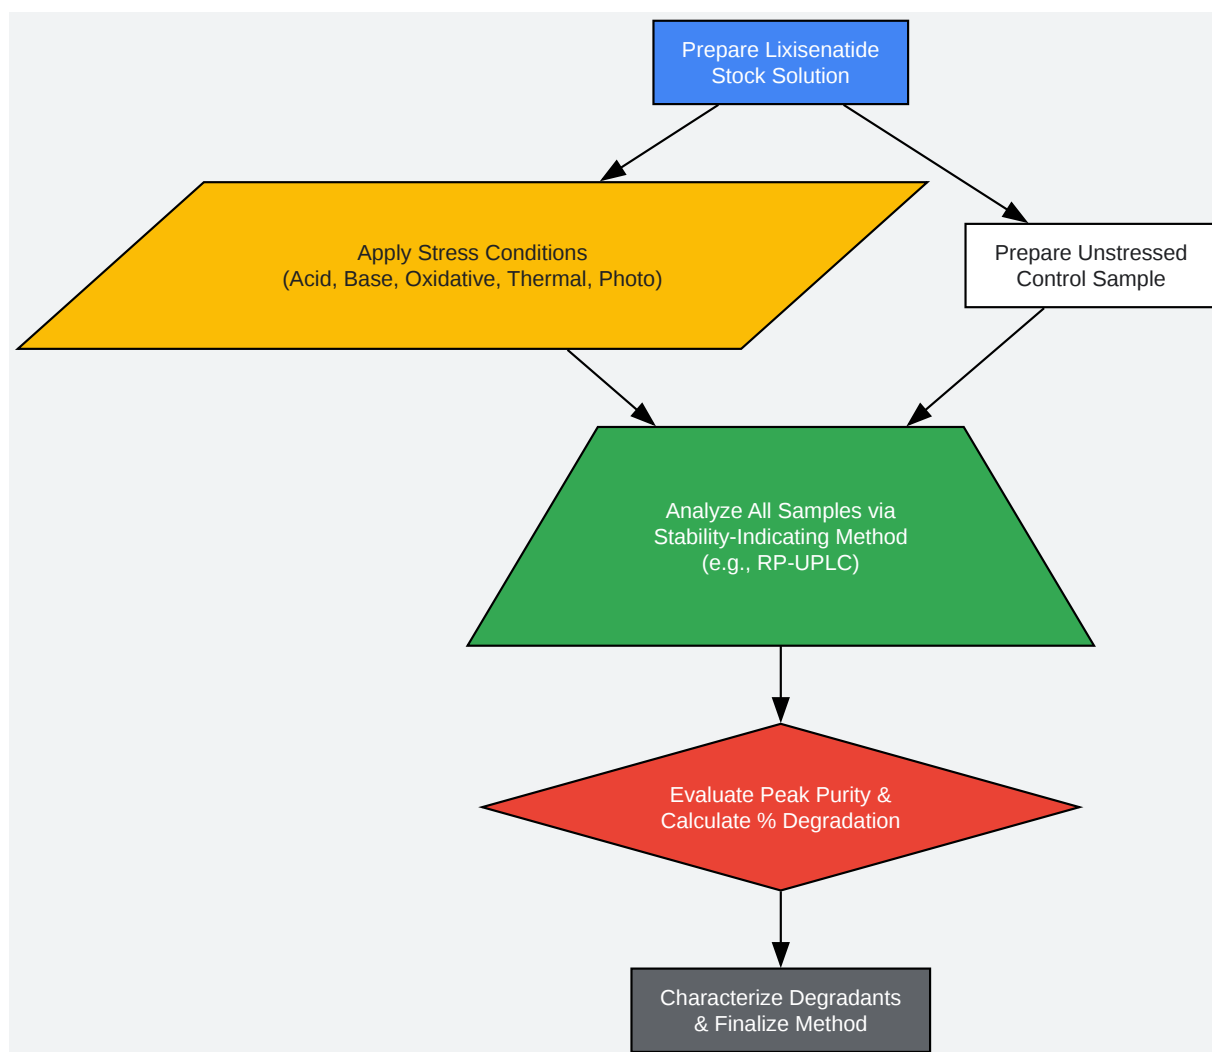 Prepare Lixisenatide
Stock Solution
Apply Stress Conditions
(Acid, Base, Oxidative, Thermal, Photo)
Prepare Unstressed
Control Sample
Analyze All Samples via
Stability-Indicating Method
(e.g., RP-UPLC)
Evaluate Peak Purity &
Calculate % Degradation
Characterize Degradants
& Finalize Method